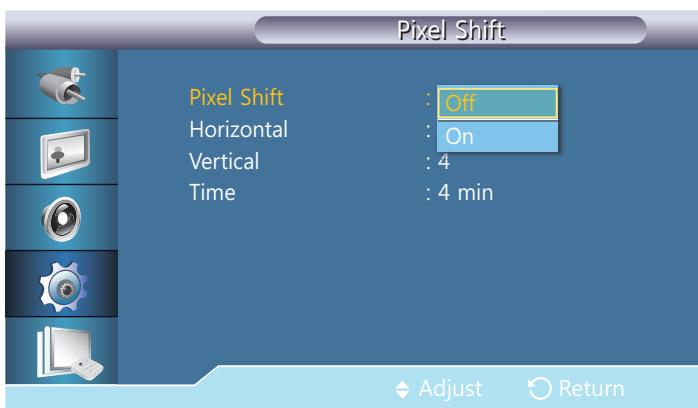 Pixel Shift
Pixel Shift : Off
Horizontal : On
Vertical : 4
Time : 4 min
Adjust Return